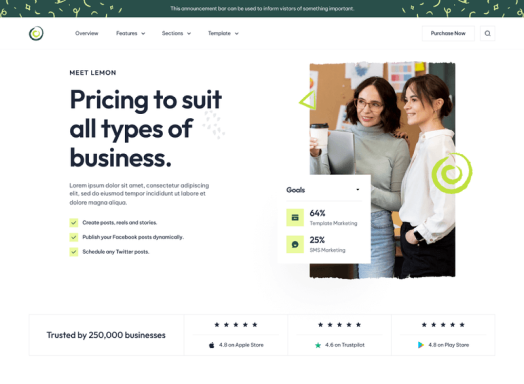 This announcement bar can be used to inform vistors of something important.
Overview
Features
Sections
Template
Purchase Now
MEET LEMON
Pricing to suit
all types of
business.
Lorem ipsum dolor sit amet, consectetur adipiscing
elit, sed do eiusmod tempor incididunt ut labore et
dolore magna aliqua.
Create posts, reels and stories.
Publish your Facebook posts dynamically.
Schedule any Twitter posts.
Goals
64%
Template Marketing
25%
SMS Marketing
Trusted by 250,000 businesses
4.8 on Apple Store
4.6 on Trustpilot
4.8 on Play Store